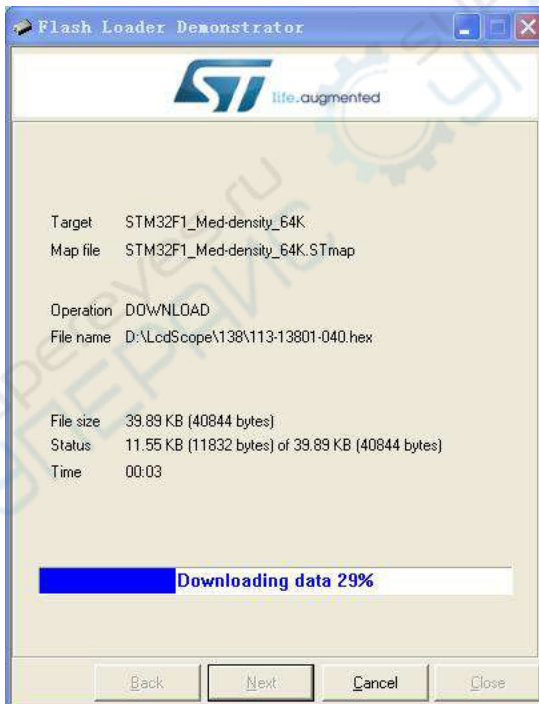 Flash Loader Demonstrator
ST life.augmented
Target STM32F1_Med-density_64K
Map file STM32F1_Med-density_64K.STmap
Operation DOWNLOAD
File name D:\LcdScope\138\113-13801-040.hex
File size 39.89 KB (40844 bytes)
Status 11.55 KB (11832 bytes) of 39.89 KB (40844 bytes)
Time 00:03
Downloading data 29%
Back Next Cancel Close